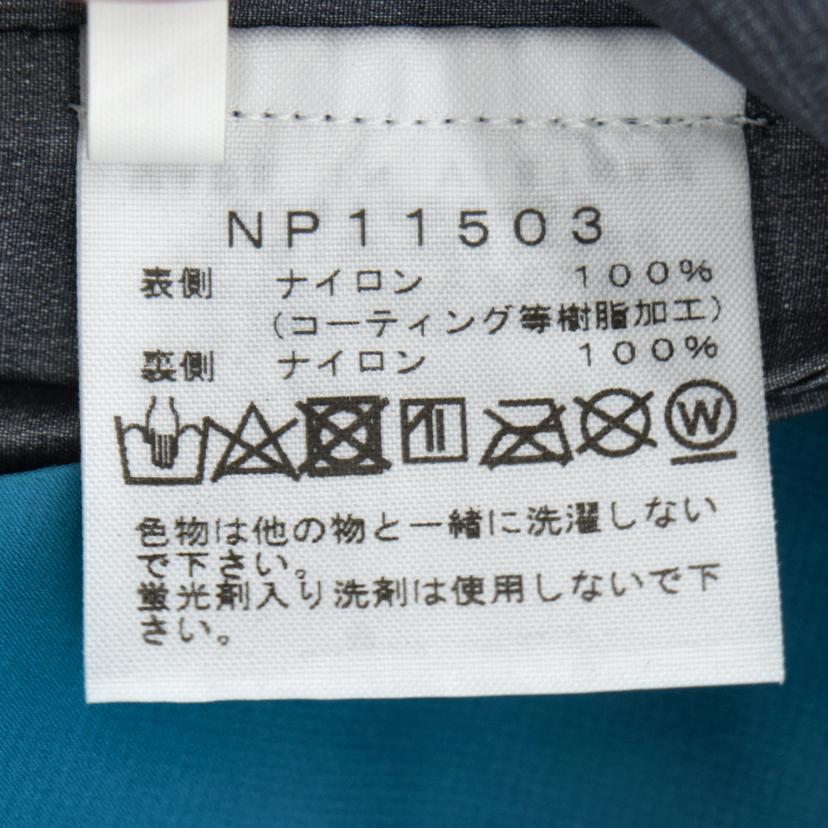 NP11503
表側 ナイロン 100%
(コーティング等樹脂加工)
裏側 ナイロン 100%
W
色物は他の物と一緒に洗濯しない
で下さい。
蛍光剤入り洗剤は使用しないで下
さい。